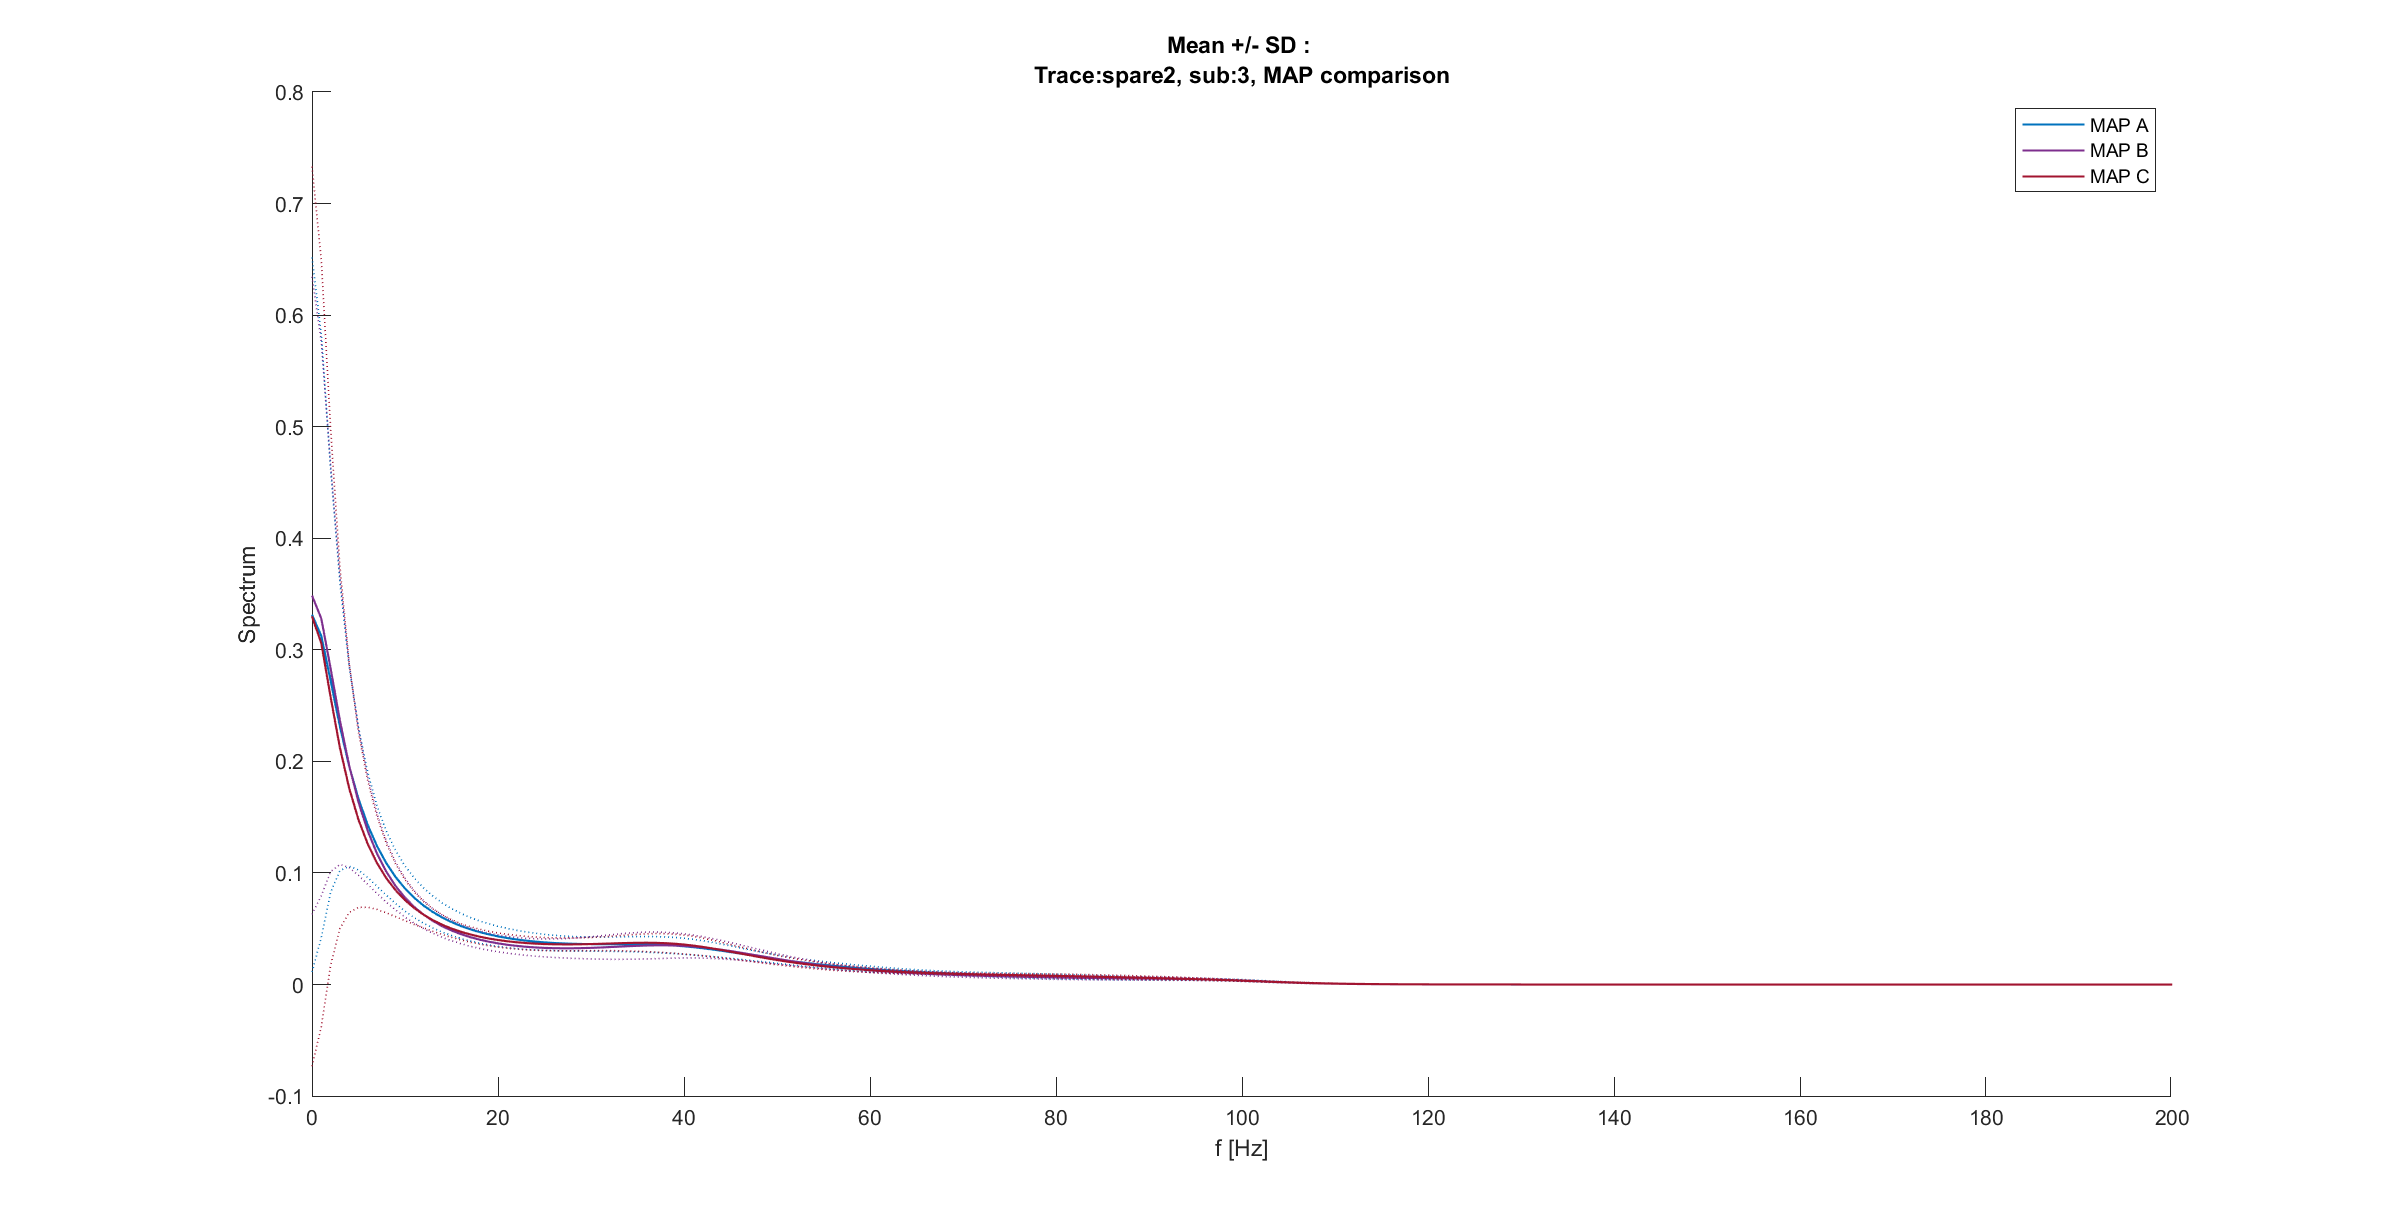 Mean +/- SD :
Trace:spare2, sub:3, MAP comparison
MAP A
MAP B
MAP C
0.8
0.7
0.6
0.5
0.4
0.3
0.2
0.1
0
-0.1
Spectrum
0 20 40 60 80 100 120 140 160 180 200
f [Hz]